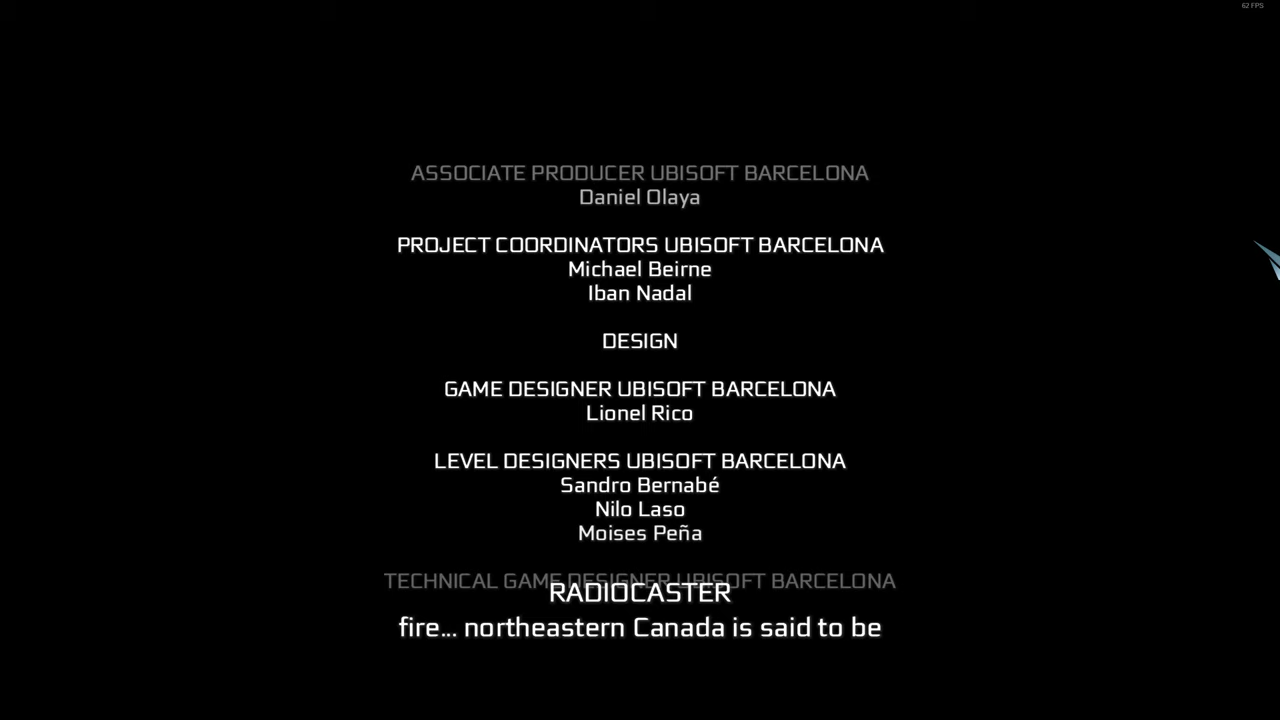 62 FPS
ASSOCIATE PRODUCER UBISOFT BARCELONA
Daniel Olaya
PROJECT COORDINATORS UBISOFT BARCELONA
Michael Beirne
Iban Nadal
DESIGN
GAME DESIGNER UBISOFT BARCELONA
Lionel Rico
LEVEL DESIGNERS UBISOFT BARCELONA
Sandro Bernabé
Nilo Laso
Moises Peña
TECHNICAL GAME DESIGNER UBISOFT BARCELONA
RADIOCASTER
fire... northeastern Canada is said to be